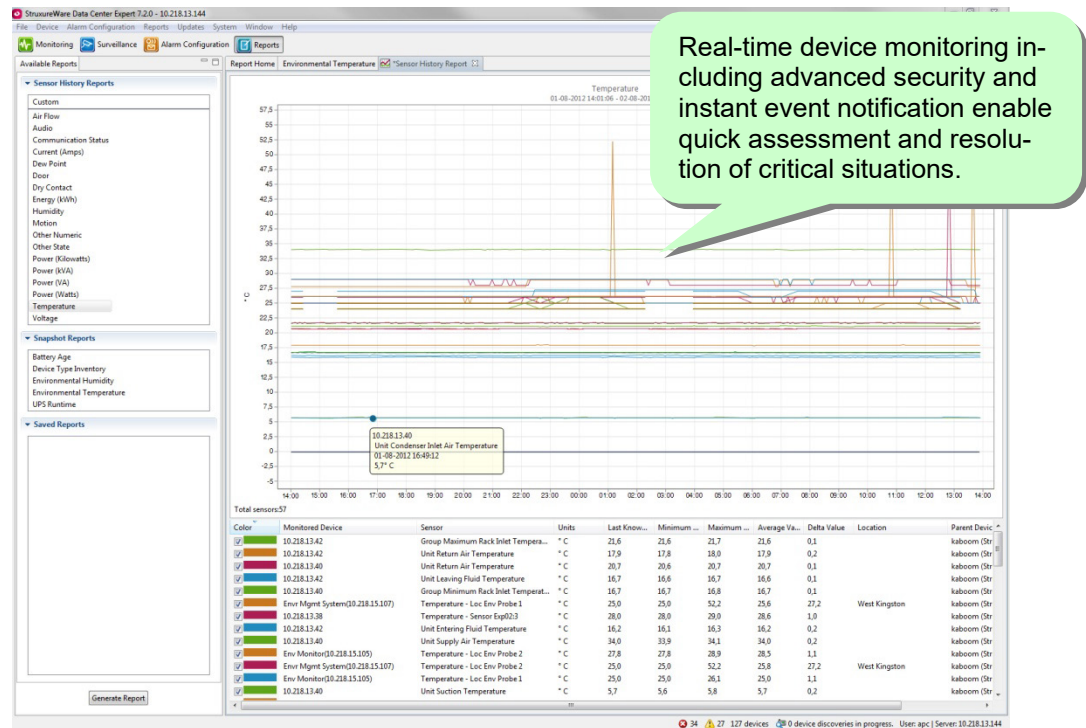 StruxureWare Data Center Expert 7.2.0 - 10.218.13.144
File Device Alarm Configuration Reports Updates System Window Help
Monitoring Surveillance Alarm Configuration Reports
Available Reports
Report Home Environmental Temperature *Sensor History Report
Sensor History Reports
Custom
Air Flow
Audio
Communication Status
Current (Amps)
Dew Point
Door
Dry Contact
Energy (kWh)
Humidity
Motion
Other Numeric
Other State
Power (Kilowatts)
Power (kVA)
Power (VA)
Power (Watts)
Temperature
Voltage
Snapshot Reports
Battery Age
Device Type Inventory
Environmental Humidity
Environmental Temperature
UPS Runtime
Saved Reports
Generate Report
Real-time device monitoring in-
cluding advanced security and
instant event notification enable
quick assessment and resolu-
tion of critical situations.
Temperature
01-08-2012 14:01:06 - 02-08-201
57,5
55
52,5
50
47,5
45
42,5
40
37,5
35
32,5
30
27,5
25
22,5
20
17,5
15
12,5
10
7,5
5
2,5
0
-2,5
-5
° C
10.218.13.40
Unit Condenser Inlet Air Temperature
01-08-2012 16:49:12
5,7° C
14:00 15:00 16:00 17:00 18:00 19:00 20:00 21:00 22:00 23:00 00:00 01:00 02:00 03:00 04:00 05:00 06:00 07:00 08:00 09:00 10:00 11:00 12:00 13:00 14:00
Total sensors:57
Color Monitored Device Sensor Units Last Know... Minimum ... Maximum ... Average Va... Delta Value Location Parent Devic
10.218.13.42 Group Maximum Rack Inlet Tempera... ° C 21,6 21,6 21,7 21,6 0,1 kaboom (Str
10.218.13.42 Unit Return Air Temperature ° C 17,9 17,8 18,0 17,9 0,2 kaboom (Str
10.218.13.40 Unit Return Air Temperature ° C 20,7 20,6 20,7 20,7 0,1 kaboom (Str
10.218.13.42 Unit Leaving Fluid Temperature ° C 16,7 16,6 16,7 16,6 0,1 kaboom (Str
10.218.13.40 Group Minimum Rack Inlet Temperat... ° C 16,7 16,7 16,8 16,7 0,1 kaboom (Str
Envr Mgmt System(10.218.15.107) Temperature - Loc Env Probe 1 ° C 25,0 25,0 52,2 25,6 27,2 West Kingston kaboom (Str
10.218.13.38 Temperature - Sensor Exp02:3 ° C 28,0 28,0 29,0 28,6 1,0 kaboom (Str
10.218.13.42 Unit Entering Fluid Temperature ° C 16,2 16,1 16,3 16,2 0,2 kaboom (Str
10.218.13.40 Unit Supply Air Temperature ° C 34,0 33,9 34,1 34,0 0,2 kaboom (Str
Env Monitor(10.218.15.105) Temperature - Loc Env Probe 2 ° C 27,8 27,8 28,9 28,5 1,1 kaboom (Str
Envr Mgmt System(10.218.15.107) Temperature - Loc Env Probe 2 ° C 25,0 25,0 52,2 25,8 27,2 West Kingston kaboom (Str
Env Monitor(10.218.15.105) Temperature - Loc Env Probe 1 ° C 25,0 25,0 26,1 25,0 1,1 kaboom (Str
10.218.13.40 Unit Suction Temperature ° C 5,7 5,6 5,8 5,7 0,2 kaboom (Str
34 27 127 devices 0 device discoveries in progress. User: apc | Server: 10.218.13.144